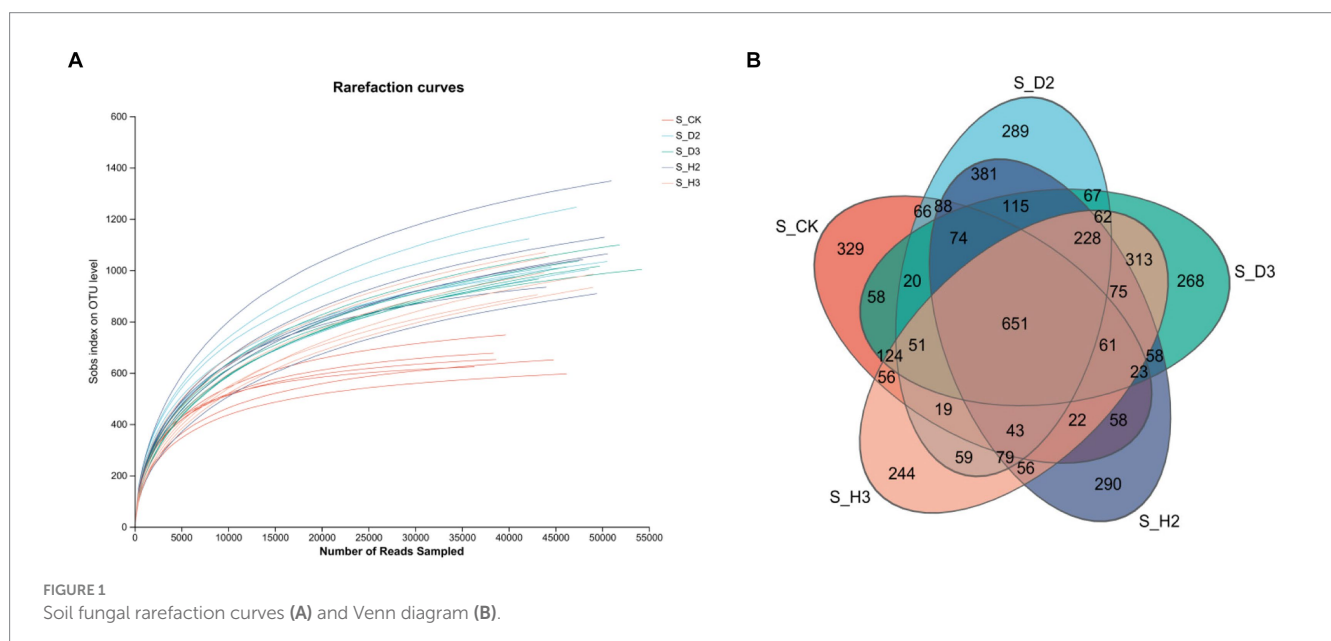 A
Rarefaction curves
600
1400
1200
1000
800
600
400
200
0
Sobs index on OTU level
0 5000 10000 15000 20000 25000 30000 35000 40000 45000 50000 55000
Number of Reads Sampled
S_CK
S_D2
S_D3
S_H2
S_H3
B
S_D2
289
381
67
66 88 115 62
S_CK
329 74 228 313
S_D3
20 75 268
58
651
51 61
124 58
56 23
19 22 58
43
59 79
56
244 290
S_H3
S_H2
FIGURE 1
Soil fungal rarefaction curves (A) and Venn diagram (B).